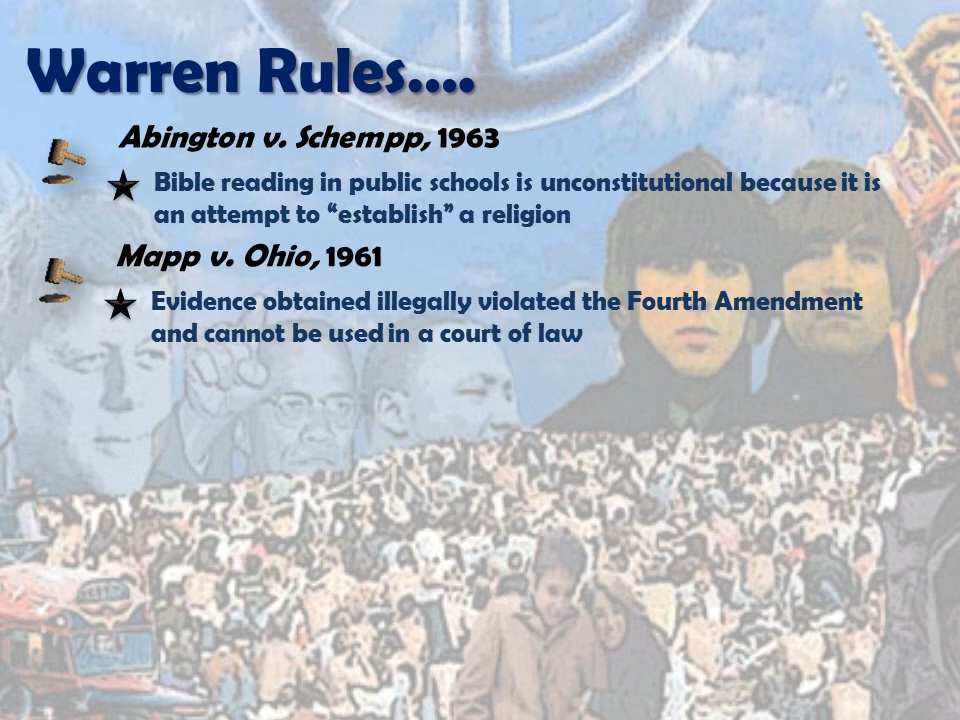 Warren Rules....
Abington v. Schempp, 1963
Bible reading in public schools is unconstitutional because it is
an attempt to “establish” a religion
Mapp v. Ohio, 1961
Evidence obtained illegally violated the Fourth Amendment
and cannot be used in a court of law